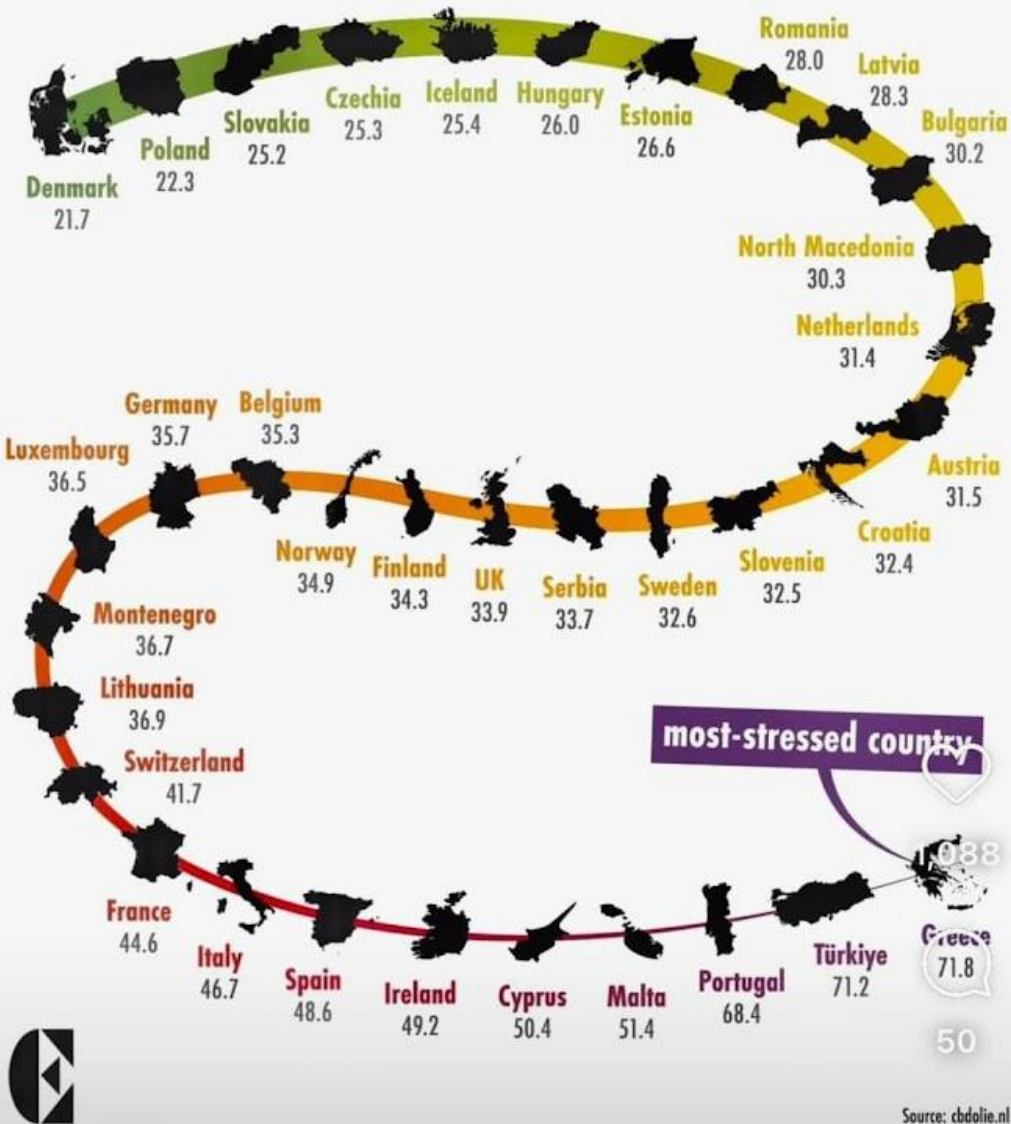 Denmark
21.7
Poland
22.3
Slovakia
25.2
Czechia
25.3
Iceland
25.4
Hungary
26.0
Estonia
26.6
Romania
28.0
Latvia
28.3
Bulgaria
30.2
North Macedonia
30.3
Netherlands
31.4
Austria
31.5
Croatia
32.4
Slovenia
32.5
Sweden
32.6
Serbia
33.7
UK
33.9
Finland
34.3
Norway
34.9
Belgium
35.3
Germany
35.7
Luxembourg
36.5
Montenegro
36.7
Lithuania
36.9
Switzerland
41.7
France
44.6
Italy
46.7
Spain
48.6
Ireland
49.2
Cyprus
50.4
Malta
51.4
Portugal
68.4
Türkiye
71.2
Greece
71.8
most-stressed country
1,088
50
Source: cbdolie.nl